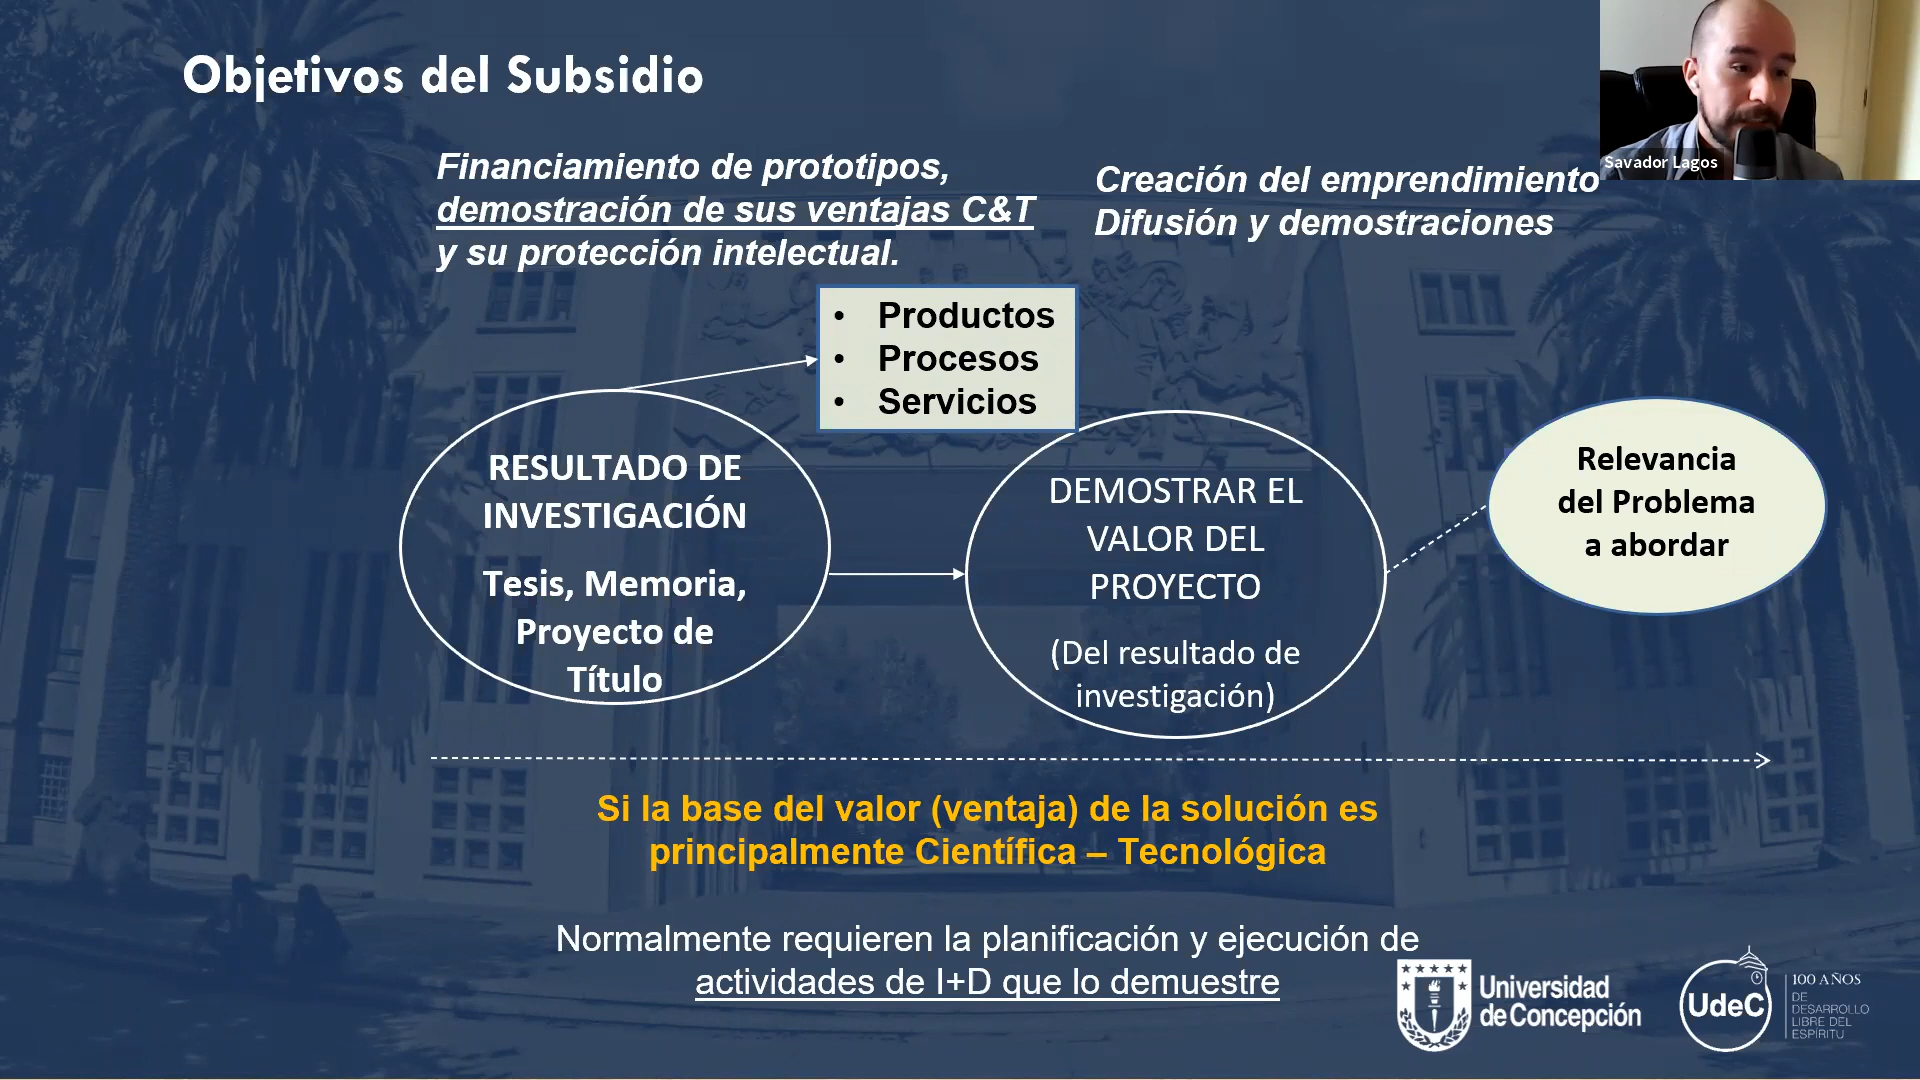 Objetivos del Subsidio
Savador Lagos
Financiamiento de prototipos,
demostración de sus ventajas C&T
y su protección intelectual.
Creación del emprendimiento
Difusión y demostraciones
• Productos
• Procesos
• Servicios
RESULTADO DE
INVESTIGACIÓN
Tesis, Memoria,
Proyecto de
Título
DEMOSTRAR EL
VALOR DEL
PROYECTO
(Del resultado de
investigación)
Relevancia
del Problema
a abordar
Si la base del valor (ventaja) de la solución es
principalmente Científica – Tecnológica
Normalmente requieren la planificación y ejecución de
actividades de I+D que lo demuestre
Universidad
de Concepción
UdeC
100 AÑOS
DE
DESARROLLO
LIBRE DEL
ESPÍRITU